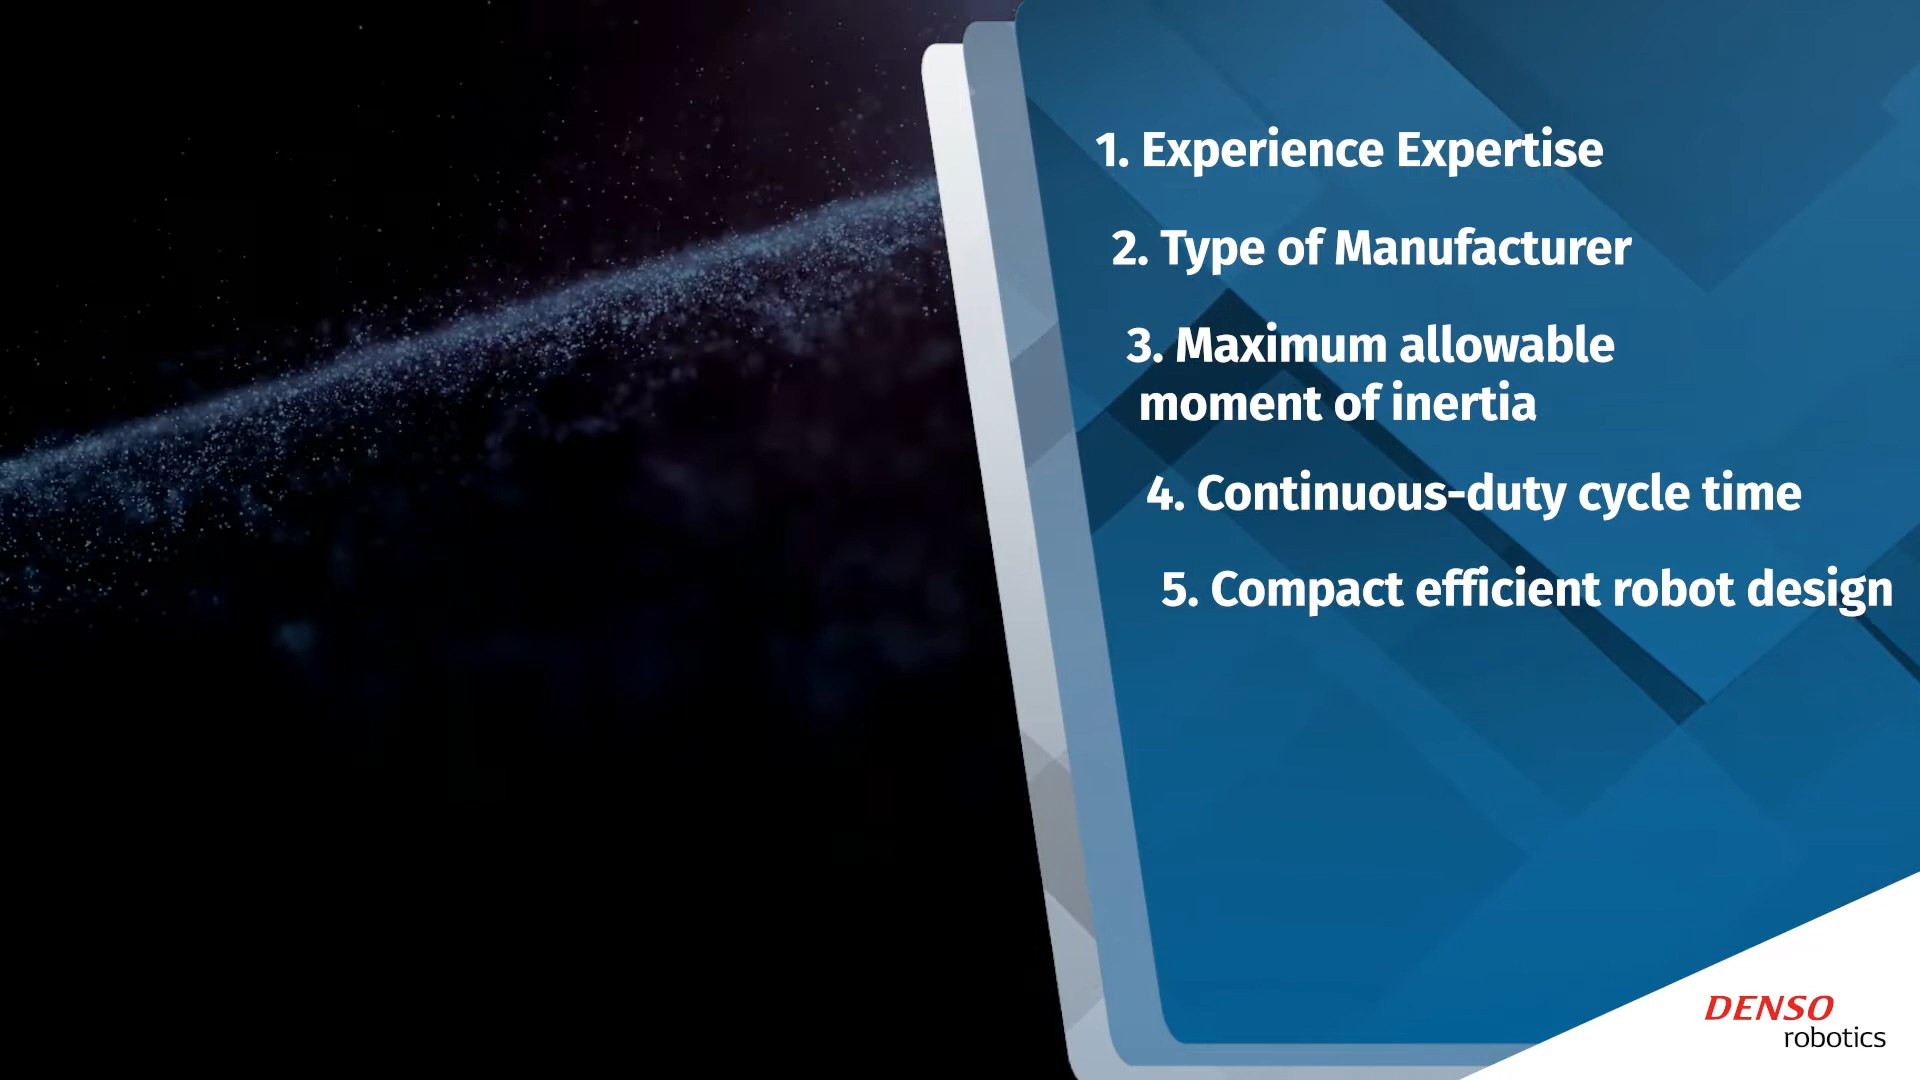 1. Experience Expertise
2. Type of Manufacturer
3. Maximum allowable
moment of inertia
4. Continuous-duty cycle time
5. Compact efficient robot design
DENSO
robotics